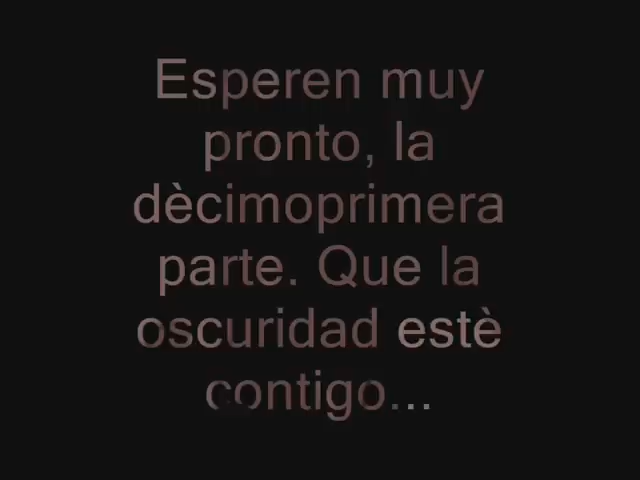 Esperen muy
pronto, la
dècimoprimera
parte. Que la
oscuridad estè
contigo...